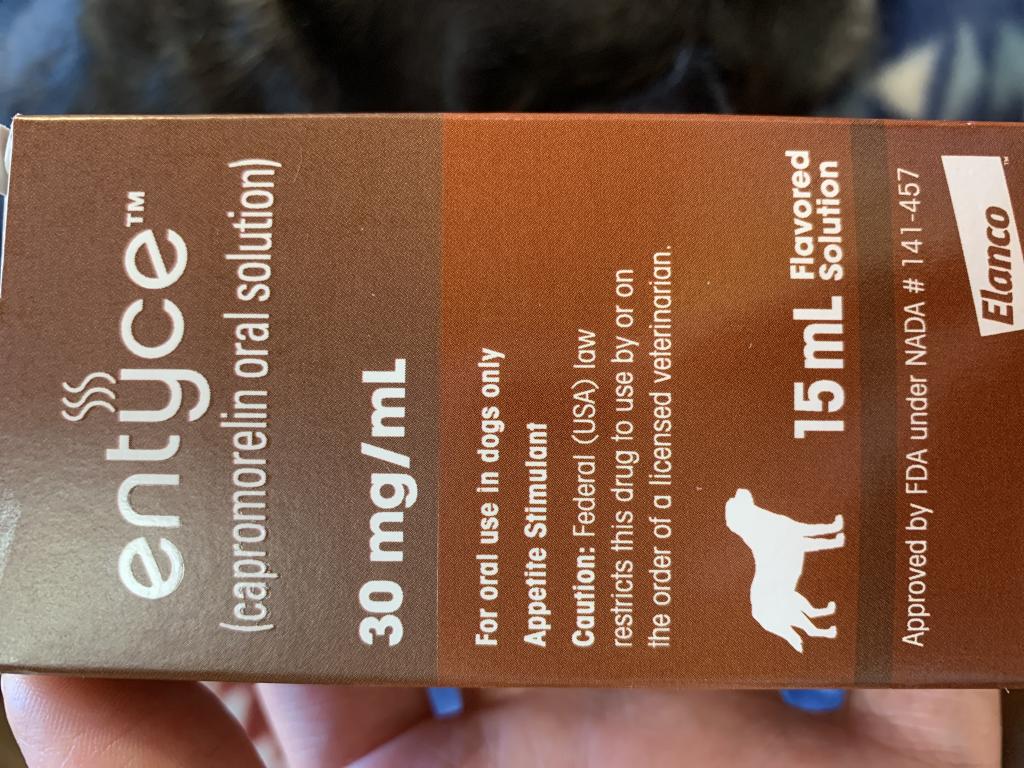 entyce™
(capromorelin oral solution)
30 mg/mL
For oral use in dogs only
Appetite Stimulant
Caution: Federal (USA) law
restricts this drug to use by or on
the order of a licensed veterinarian.
15 mL Flavored
Solution
Approved by FDA under NADA # 141-457
Elanco™